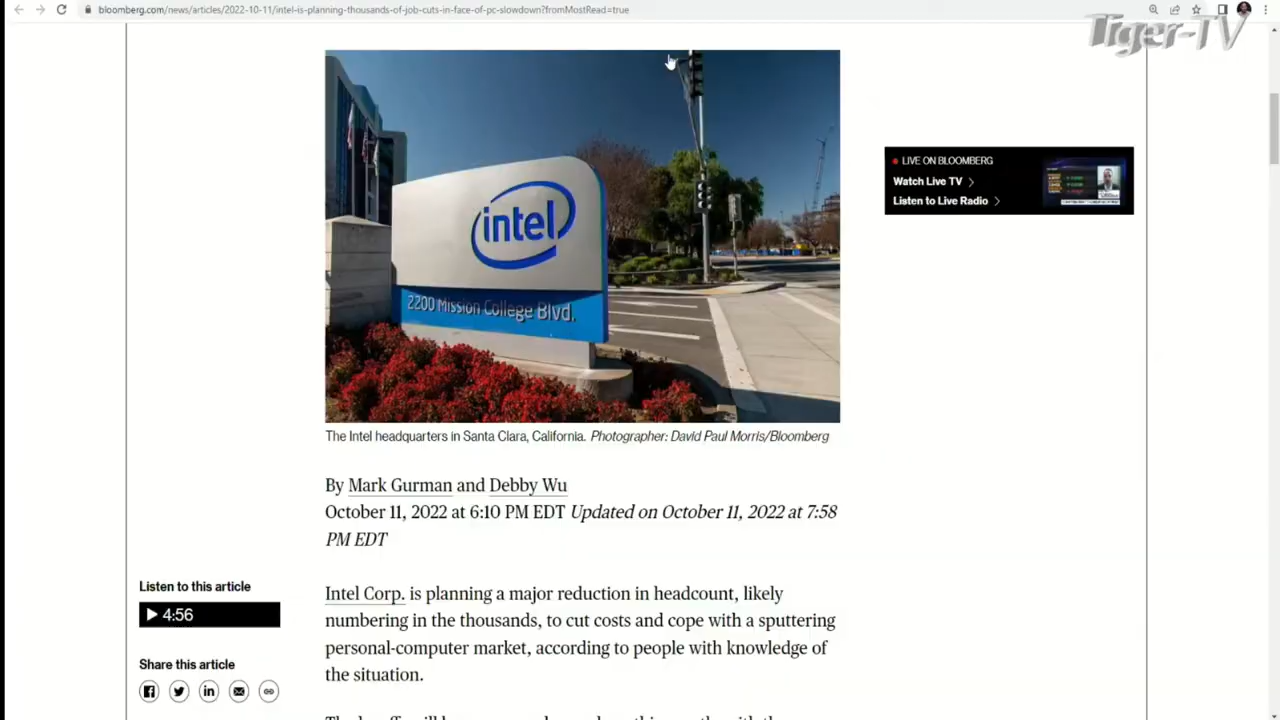 bloomberg.com/news/articles/2022-10-11/intel-is-planning-thousands-of-job-cuts-in-face-of-pc-slowdown?fromMostRead=true
Tiger-TV
intel
2200 Mission College Blvd.
LIVE ON BLOOMBERG
Watch Live TV
Listen to Live Radio
The Intel headquarters in Santa Clara, California. Photographer: David Paul Morris/Bloomberg
By Mark Gurman and Debby Wu
October 11, 2022 at 6:10 PM EDT Updated on October 11, 2022 at 7:58
PM EDT
Listen to this article
4:56
Intel Corp. is planning a major reduction in headcount, likely
numbering in the thousands, to cut costs and cope with a sputtering
personal-computer market, according to people with knowledge of
the situation.
Share this article